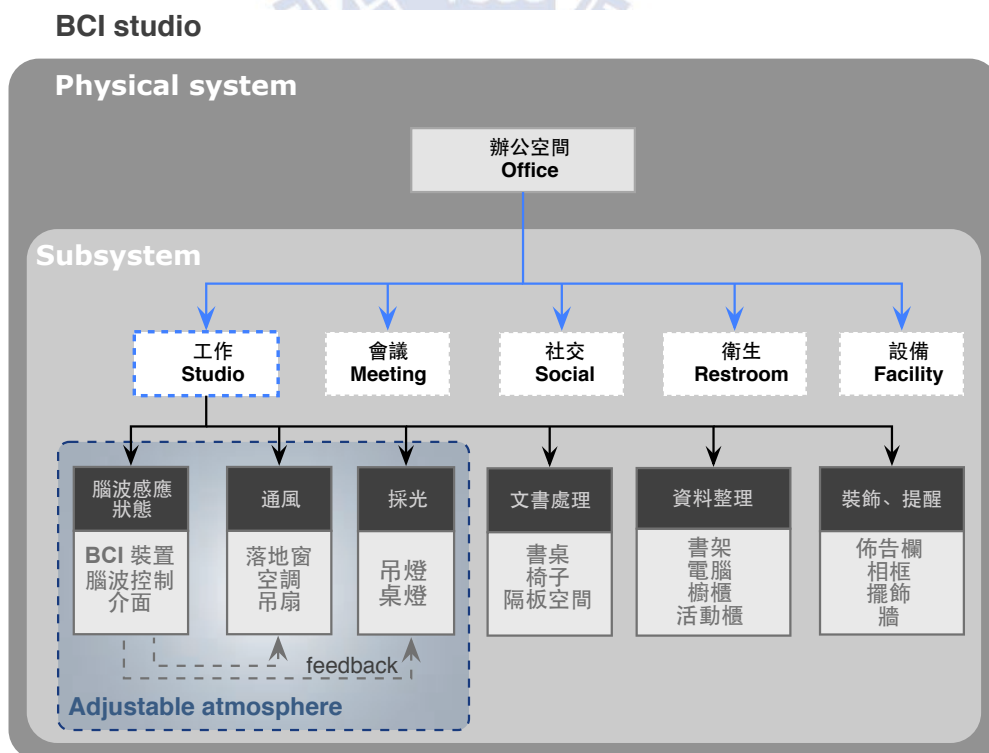 BCI studio
Physical system
辦公空間
Office
Subsystem
工作
Studio
會議
Meeting
社交
Social
衛生
Restroom
設備
Facility
腦波感應
狀態
BCI 裝置
腦波控制
介面
通風
落地窗
空調
吊扇
採光
吊燈
桌燈
文書處理
書桌
椅子
隔板空間
資料整理
書架
電腦
櫥櫃
活動櫃
裝飾、提醒
佈告欄
相框
擺飾
牆
feedback
Adjustable atmosphere